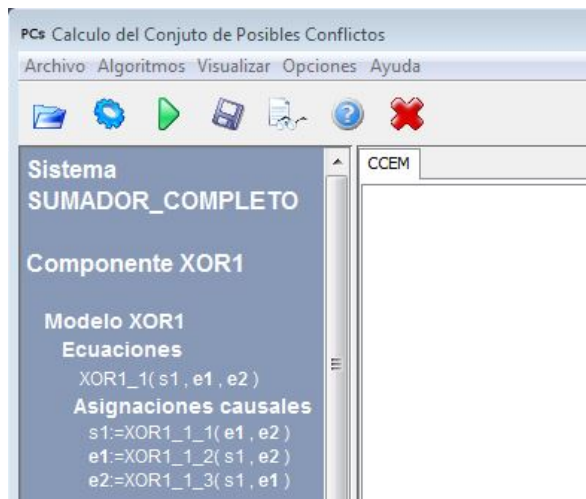 PCs Calculo del Conjuto de Posibles Conflictos
Archivo Algoritmos Visualizar Opciones Ayuda
CCEM
Sistema
SUMADOR_COMPLETO
Componente XOR1
Modelo XOR1
Ecuaciones
XOR1_1( s1 , e1 , e2 )
Asignaciones causales
s1:=XOR1_1_1( e1 , e2 )
e1:=XOR1_1_2( s1 , e2 )
e2:=XOR1_1_3( s1 , e1 )